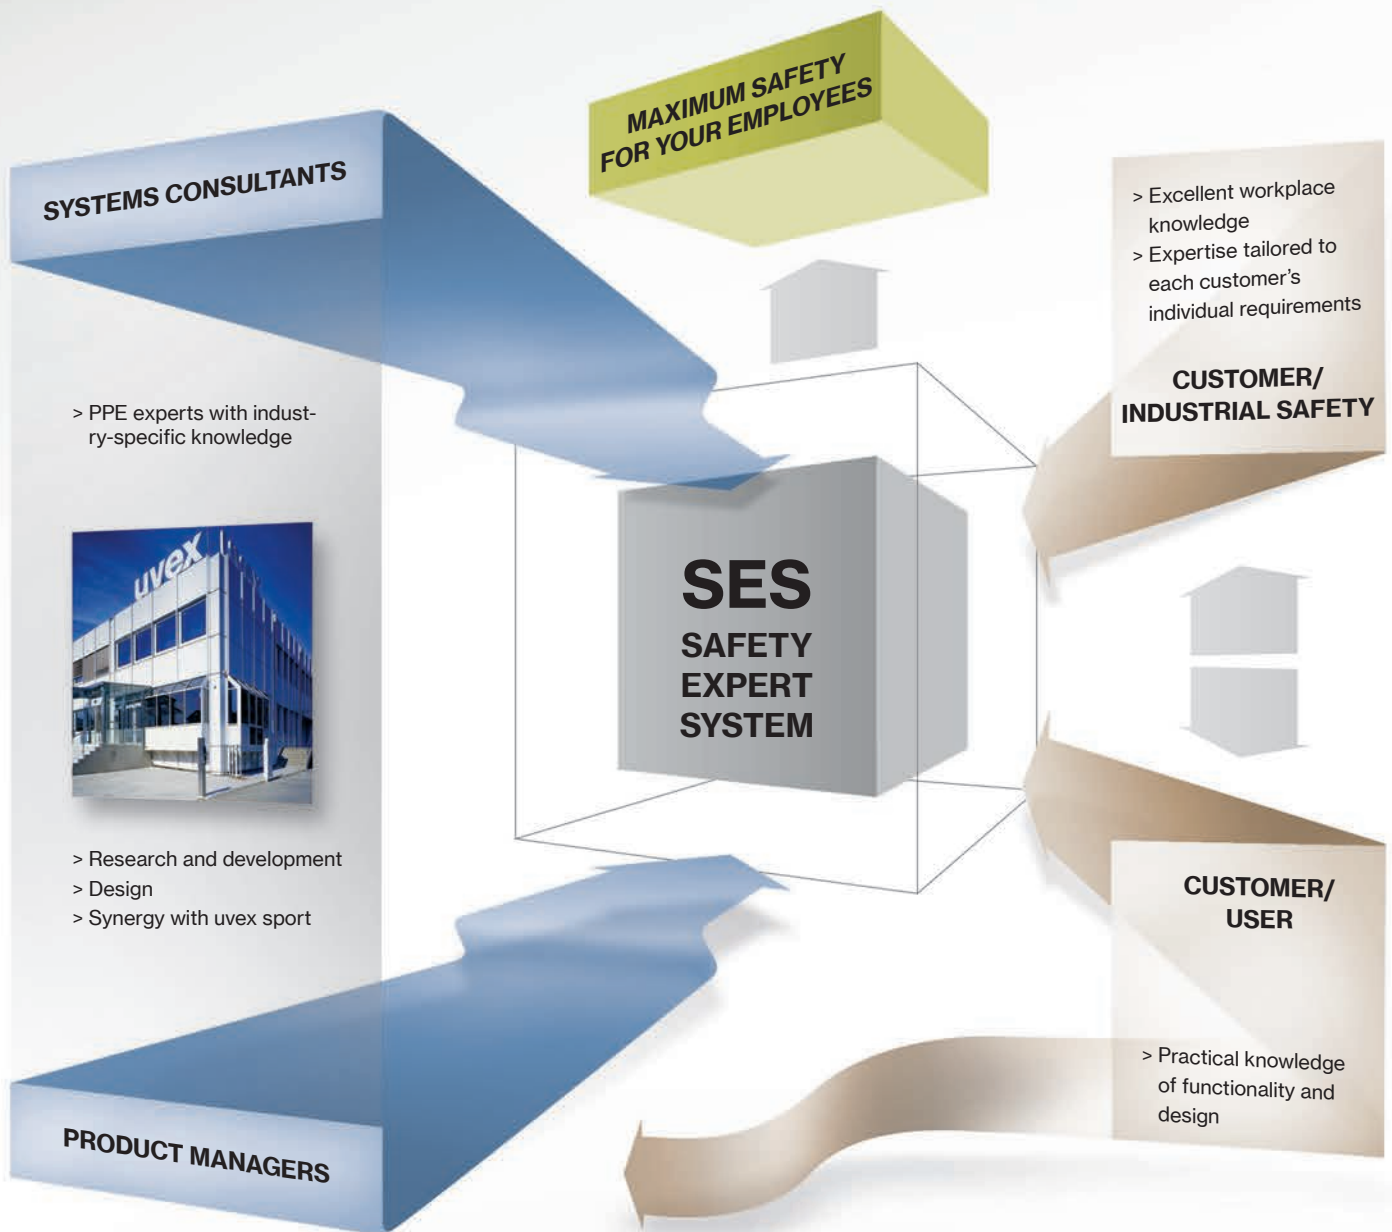 MAXIMUM SAFETY
FOR YOUR EMPLOYEES
SYSTEMS CONSULTANTS
> PPE experts with indust-
ry-specific knowledge
uvex
> Research and development
> Design
> Synergy with uvex sport
PRODUCT MANAGERS
SES
SAFETY
EXPERT
SYSTEM
> Excellent workplace
knowledge
> Expertise tailored to
each customer’s
individual requirements
CUSTOMER/
INDUSTRIAL SAFETY
CUSTOMER/
USER
> Practical knowledge
of functionality and
design